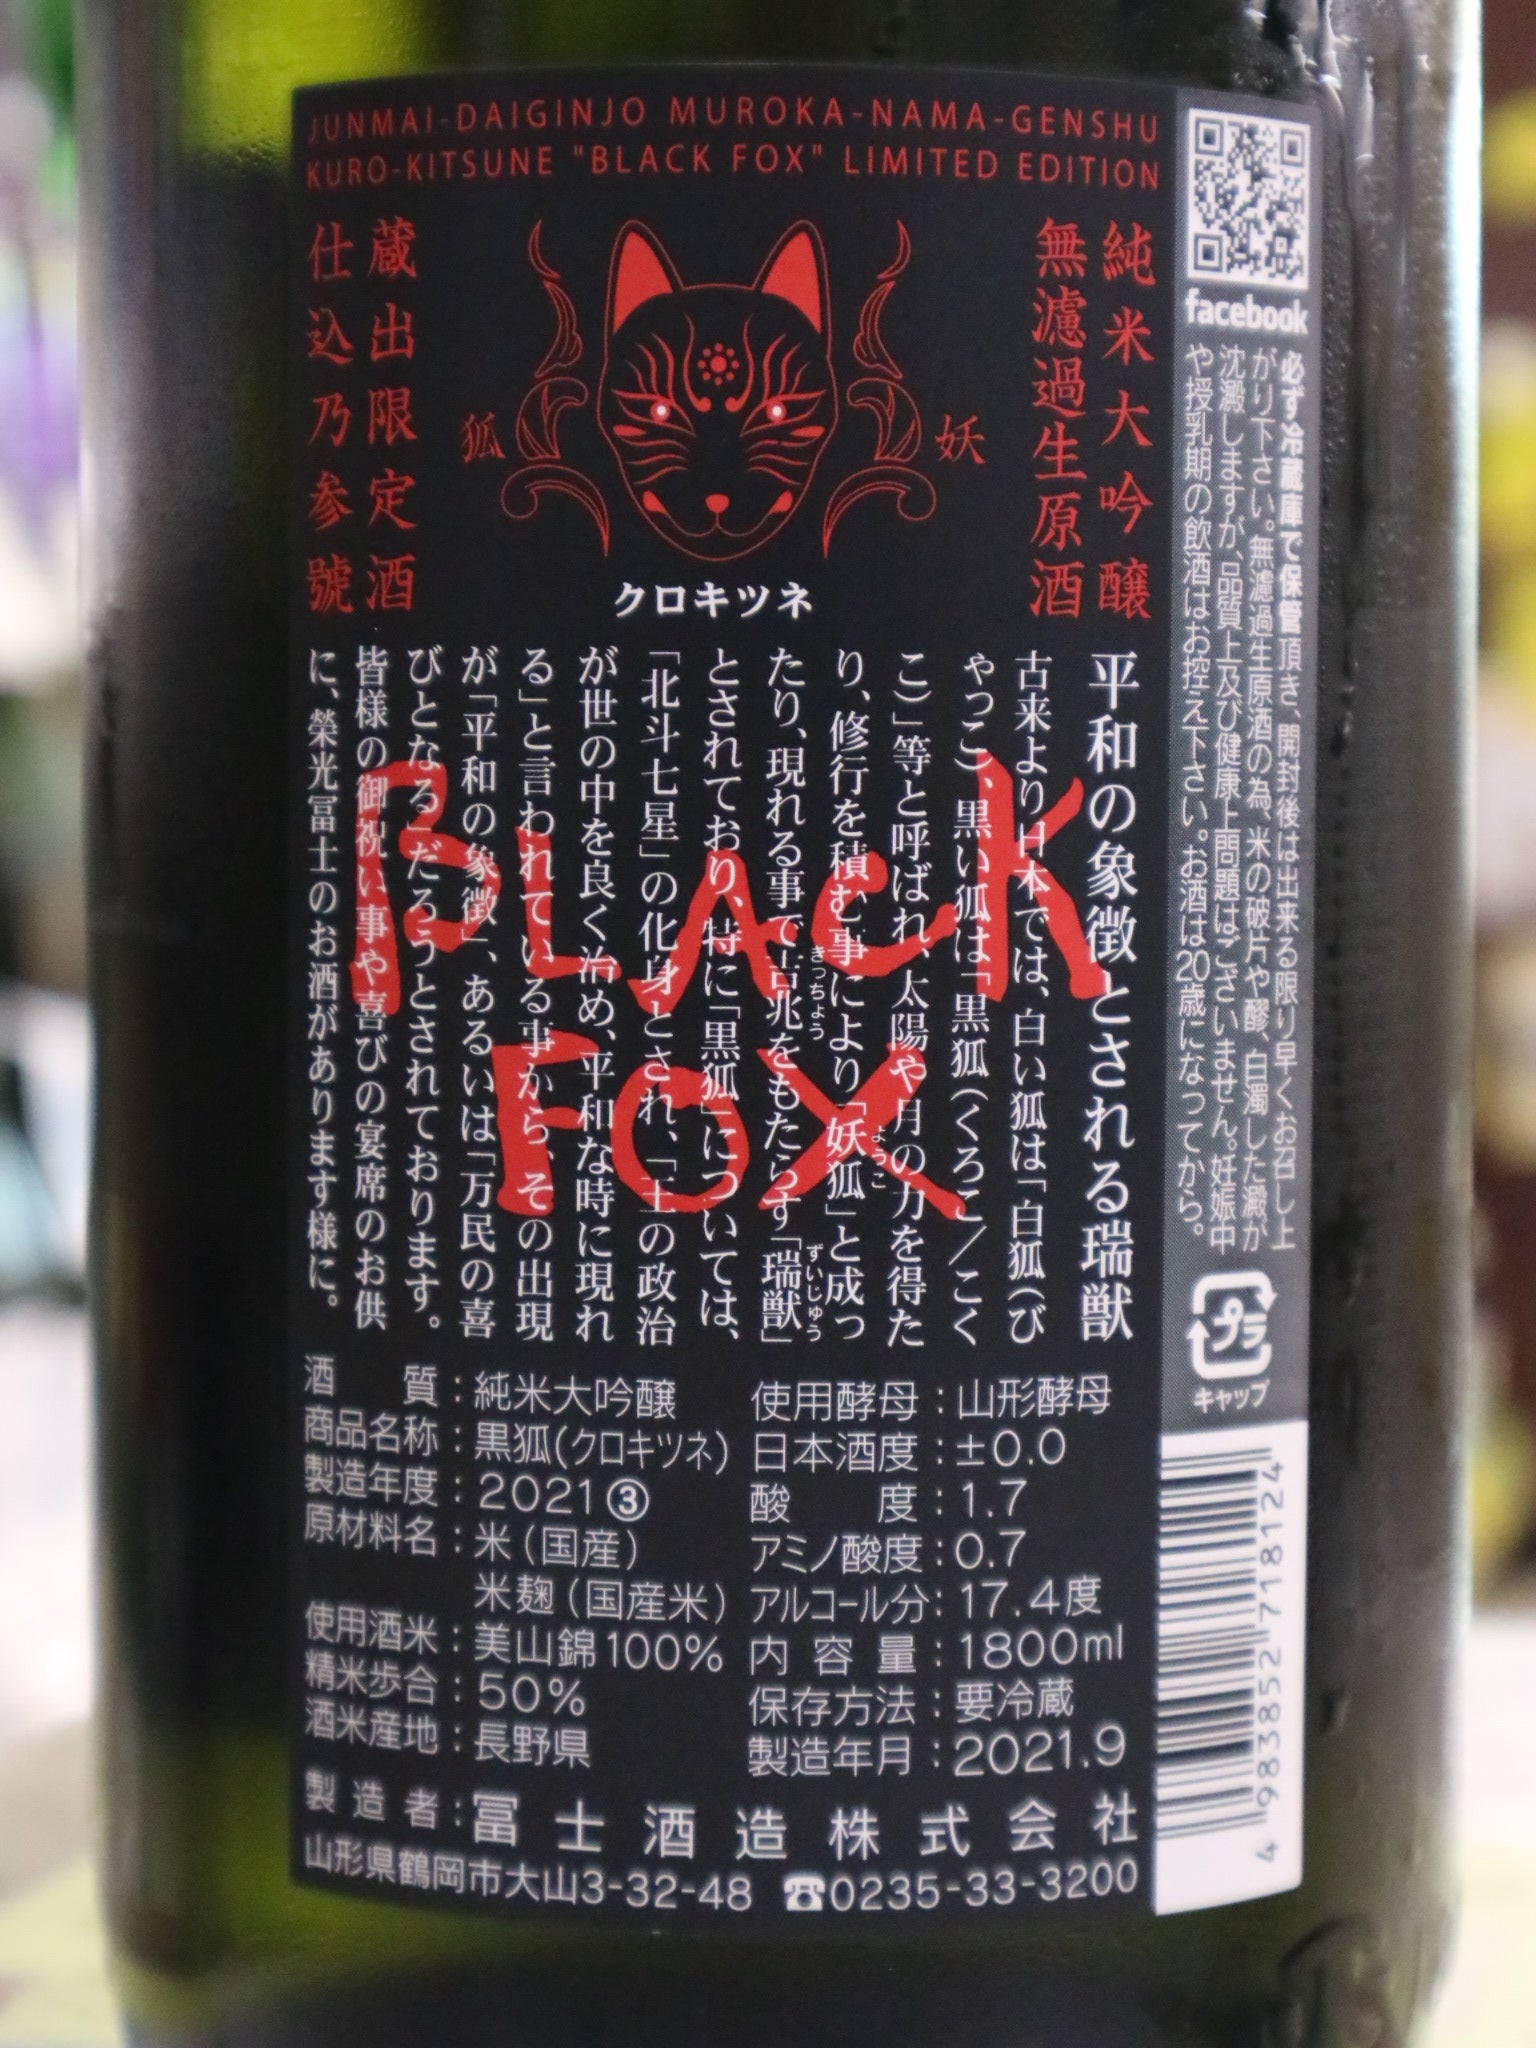 JUNMAI-DAIGINJO MUROKA-NAMA-GENSHU
KURO-KITSUNE "BLACK FOX" LIMITED EDITION
純米大吟醸
無濾過生原酒
妖
狐
蔵出限定酒
仕込乃参號
クロキツネ
BLACK
FOX
平和の象徴とされる瑞獣
古来より日本では、白い狐は「白狐(び
ゃっこ)、黒い狐は「黒狐(くろこ/こく
こ)」等と呼ばれ、太陽や月の力を得た
り、修行を積む事により「妖狐」と成っ
ようこ
たり、現れる事で吉兆をもたらす「瑞獣」
きっちょう
ずいじゅう
とされており、特に「黒狐」については、
「北斗七星」の化身とされ、「王の政治
が世の中を良く治め、平和な時に現れ
る」と言われている事から、その出現
が「平和の象徴」、あるいは「万民の喜
びとなる」だろうとされております。
皆様の御祝い事や喜びの宴席のお供
に、榮光冨士のお酒があります様に。
酒質:純米大吟醸
商品名称:黒狐(クロキツネ)
製造年度:2021③
原材料名:米(国産)
米麹(国産米)
使用酒米:美山錦100%
精米歩合:50%
酒米産地:長野県
使用酵母:山形酵母
日本酒度:±0.0
酸度:1.7
アミノ酸度:0.7
アルコール分:17.4度
内容量:1800ml
保存方法:要冷蔵
製造年月:2021.9
製造者:冨士酒造株式会社
山形県鶴岡市大山3-32-48 ☎0235-33-3200
facebook
必ず冷蔵庫で保管頂き、開封後は出来る限り早くお召し上
がり下さい。無濾過生原酒の為、米の破片や醪、白濁した澱が
沈澱しますが、品質上及び健康上問題はございません。妊娠中
や授乳期の飲酒はお控え下さい。お酒は20歳になってから。
プラ
キャップ
4 983852 718124